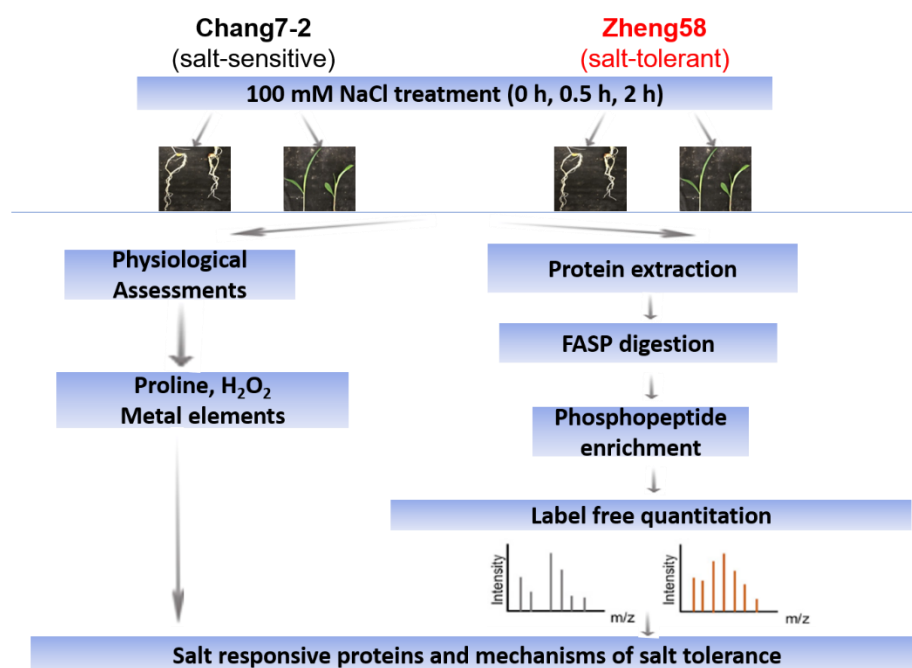 Chang7-2
(salt-sensitive)
Zheng58
(salt-tolerant)
100 mM NaCl treatment (0 h, 0.5 h, 2 h)
Physiological
Assessments
Protein extraction
FASP digestion
Proline, H₂O₂
Metal elements
Phosphopeptide
enrichment
Label free quantitation
Intensity
m/z
Intensity
m/z
Salt responsive proteins and mechanisms of salt tolerance